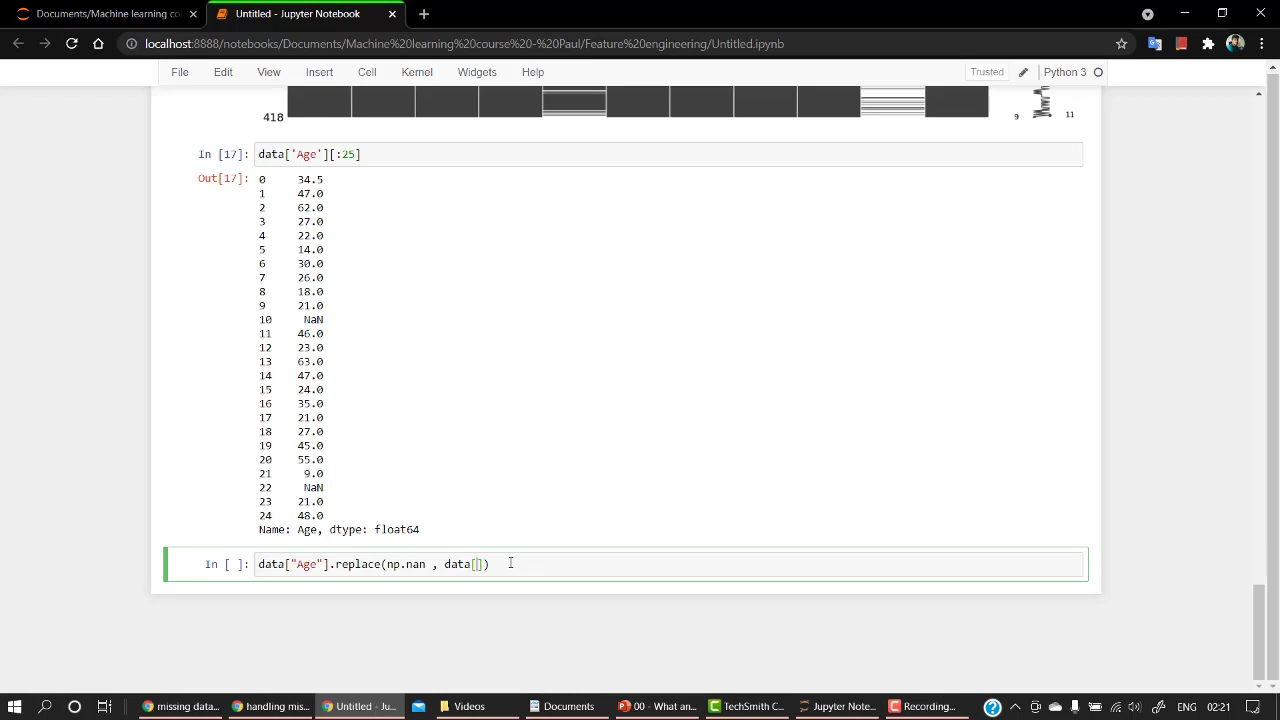 Documents/Machine learning co
Untitled - Jupyter Notebook
localhost:8888/notebooks/Documents/Machine%20learning%20course%20-%20Paul/Feature%20engineering/Untitled.ipynb
File Edit View Insert Cell Kernel Widgets Help
Trusted Python 3
418
9 11
In [17]: data['Age'][:25]
Out[17]: 0 34.5
1 47.0
2 62.0
3 27.0
4 22.0
5 14.0
6 30.0
7 26.0
8 18.0
9 21.0
10 NaN
11 46.0
12 23.0
13 63.0
14 47.0
15 24.0
16 35.0
17 21.0
18 27.0
19 45.0
20 55.0
21 9.0
22 NaN
23 21.0
24 48.0
Name: Age, dtype: float64
In [ ]: data["Age"].replace(np.nan , data[])
missing data... handling mis... Untitled - Ju... Videos Documents 00 - What an... TechSmith C... Jupyter Note... Recording... ENG 02:21